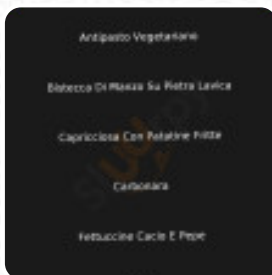 Antipasto Vegetariano
Bistecca Di Manzo Su Pietra Lavica
Capricciosa Con Patatine Fritte
Carbonara
Fettuccine Cacio E Pepe